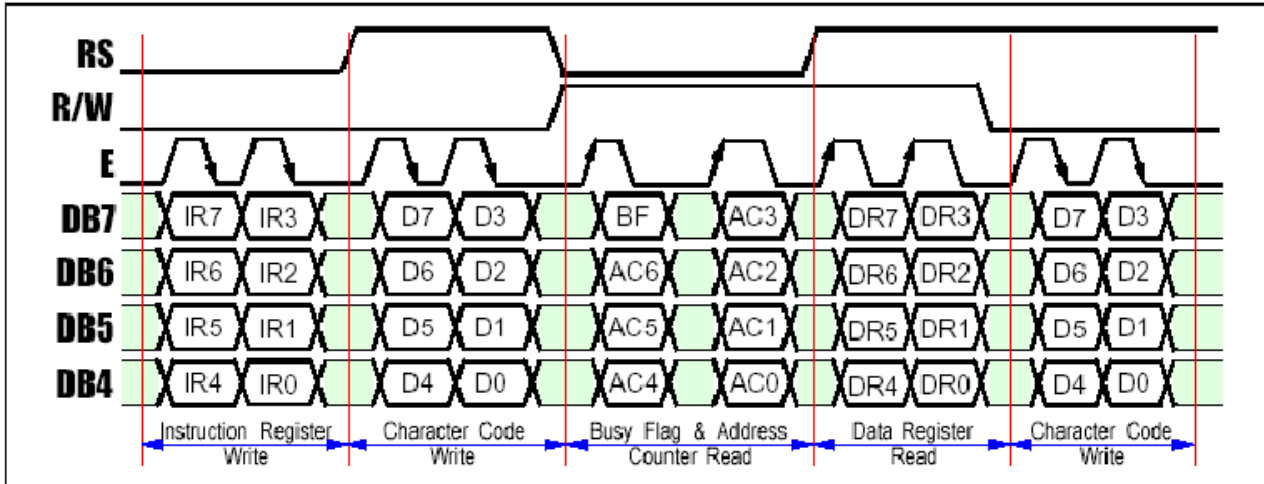 RS
R/W
E
DB7 IR7 IR3 D7 D3 BF AC3 DR7 DR3 D7 D3
DB6 IR6 IR2 D6 D2 AC6 AC2 DR6 DR2 D6 D2
DB5 IR5 IR1 D5 D1 AC5 AC1 DR5 DR1 D5 D1
DB4 IR4 IR0 D4 D0 AC4 AC0 DR4 DR0 D4 D0
Instruction Register Character Code Busy Flag & Address Data Register Character Code
Write Write Counter Read Read Write